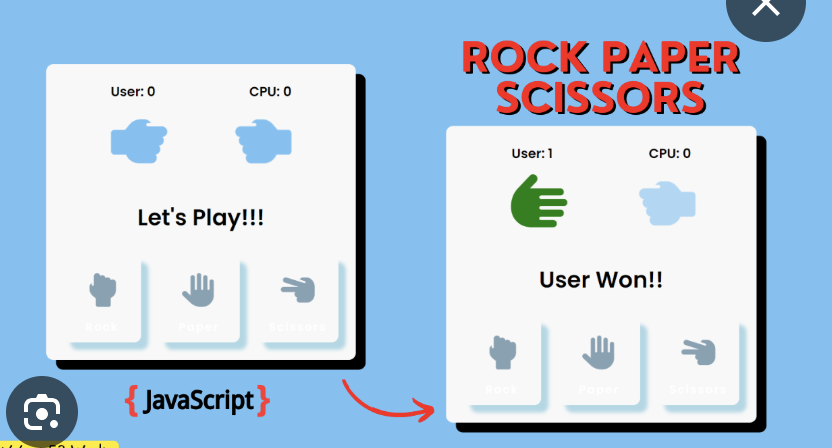 ROCK PAPER
SCISSORS
User: 0 CPU: 0
Let's Play!!!
Rock Paper Scissors
{ JavaScript }
User: 1 CPU: 0
User Won!!
Rock Paper Scissors